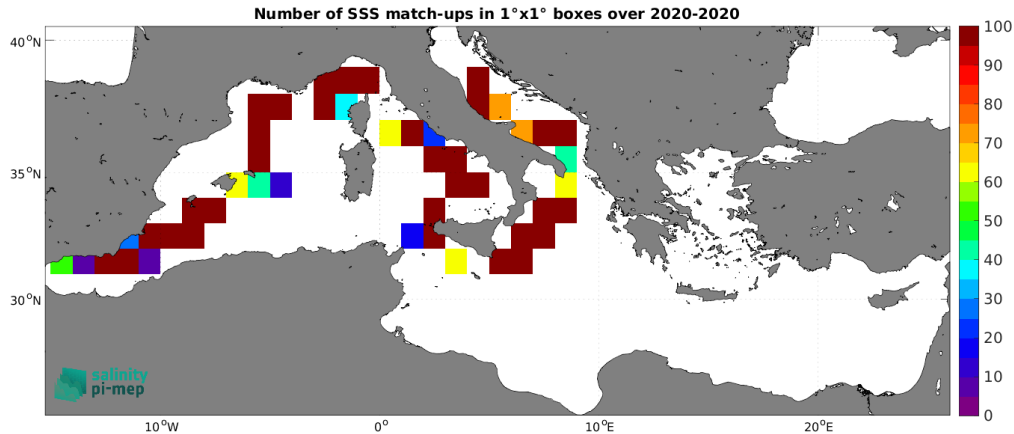 Number of SSS match-ups in 1°x1° boxes over 2020-2020
40°N
35°N
30°N
10°W
0°
10°E
20°E
100
90
80
70
60
50
40
30
20
10
0
salinity
pi-mep